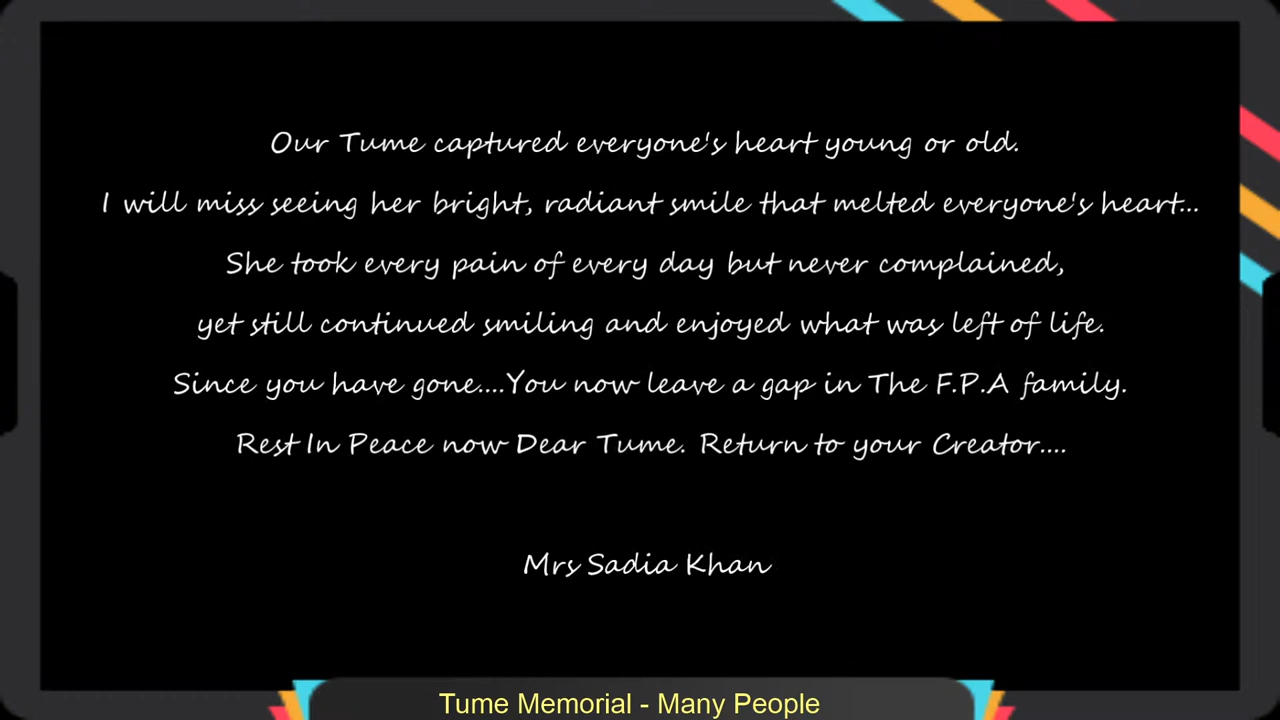 Our Tume captured everyone's heart young or old.
I will miss seeing her bright, radiant smile that melted everyone's heart...
She took every pain of every day but never complained,
yet still continued smiling and enjoyed what was left of life.
Since you have gone....You now leave a gap in The F.P.A family.
Rest In Peace now Dear Tume. Return to your Creator....
Mrs Sadia Khan
Tume Memorial - Many People